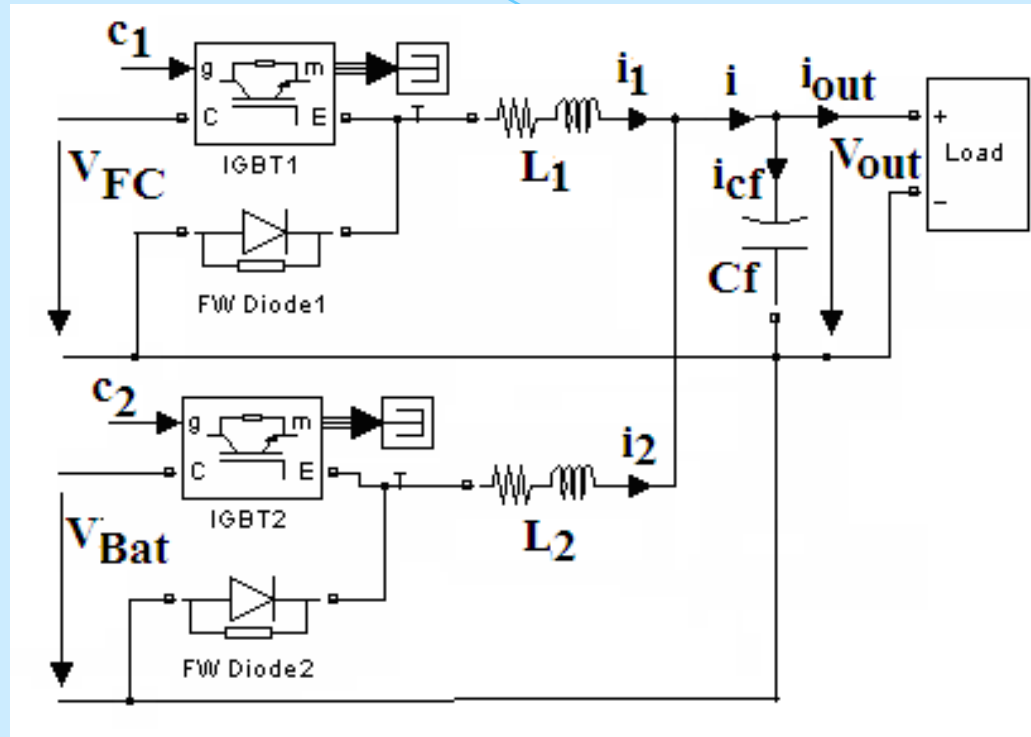 c1
g
m
C
E
IGBT1
VFC
FW Diode1
T
L1
i1
i
iout
icf
Cf
Vout
+
Load
-
c2
g
m
C
E
IGBT2
VBat
FW Diode2
T
L2
i2